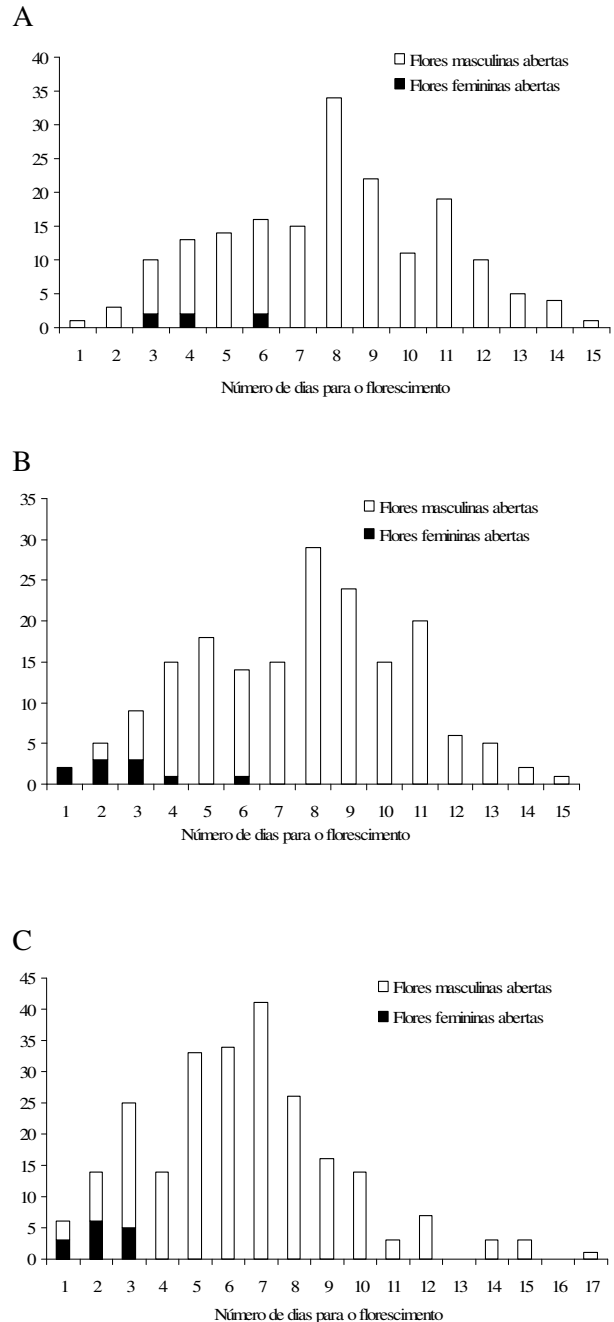 A
Flores masculinas abertas
Flores femininas abertas
40
35
30
25
20
15
10
5
0
1 2 3 4 5 6 7 8 9 10 11 12 13 14 15
Número de dias para o florescimento
B
Flores masculinas abertas
Flores femininas abertas
35
30
25
20
15
10
5
0
1 2 3 4 5 6 7 8 9 10 11 12 13 14 15
Número de dias para o florescimento
C
Flores masculinas abertas
Flores femininas abertas
45
40
35
30
25
20
15
10
5
0
1 2 3 4 5 6 7 8 9 10 11 12 13 14 15 16 17
Número de dias para o florescimento